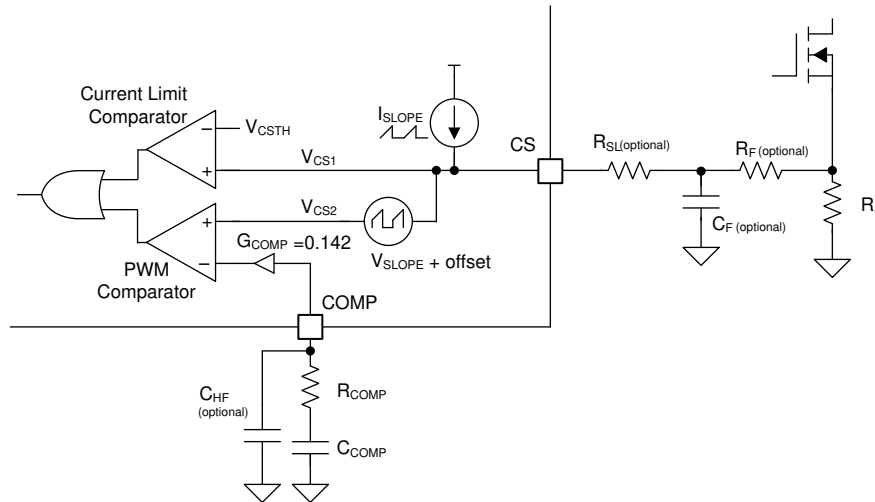 Current Limit
Comparator
V_CSTH
I_SLOPE
V_CS1
CS
R_SL(optional)
R_F (optional)
R
C_F (optional)
V_CS2
G_COMP =0.142
V_SLOPE + offset
PWM
Comparator
COMP
C_HF
(optional)
R_COMP
C_COMP